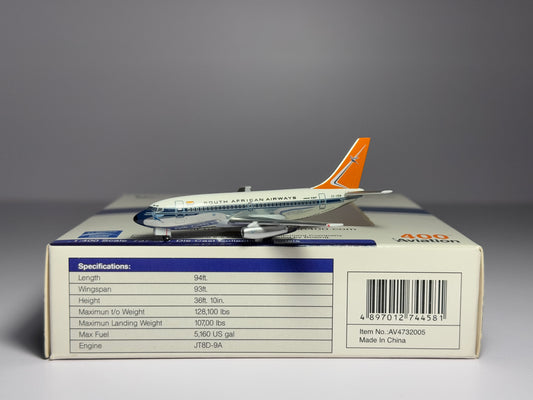 SOUTH AFRICAN AIRWAYS
400
Aviation
Specifications:
Length 94ft.
Wingspan 93ft.
Height 36ft. 10in.
Maximun t/o Weight 128,100 lbs
Maximun Landing Weight 107,00 lbs
Max Fuel 5,160 US gal
Engine JT8D-9A
4 897012 744581
Item No.:AV4732005
Made In China